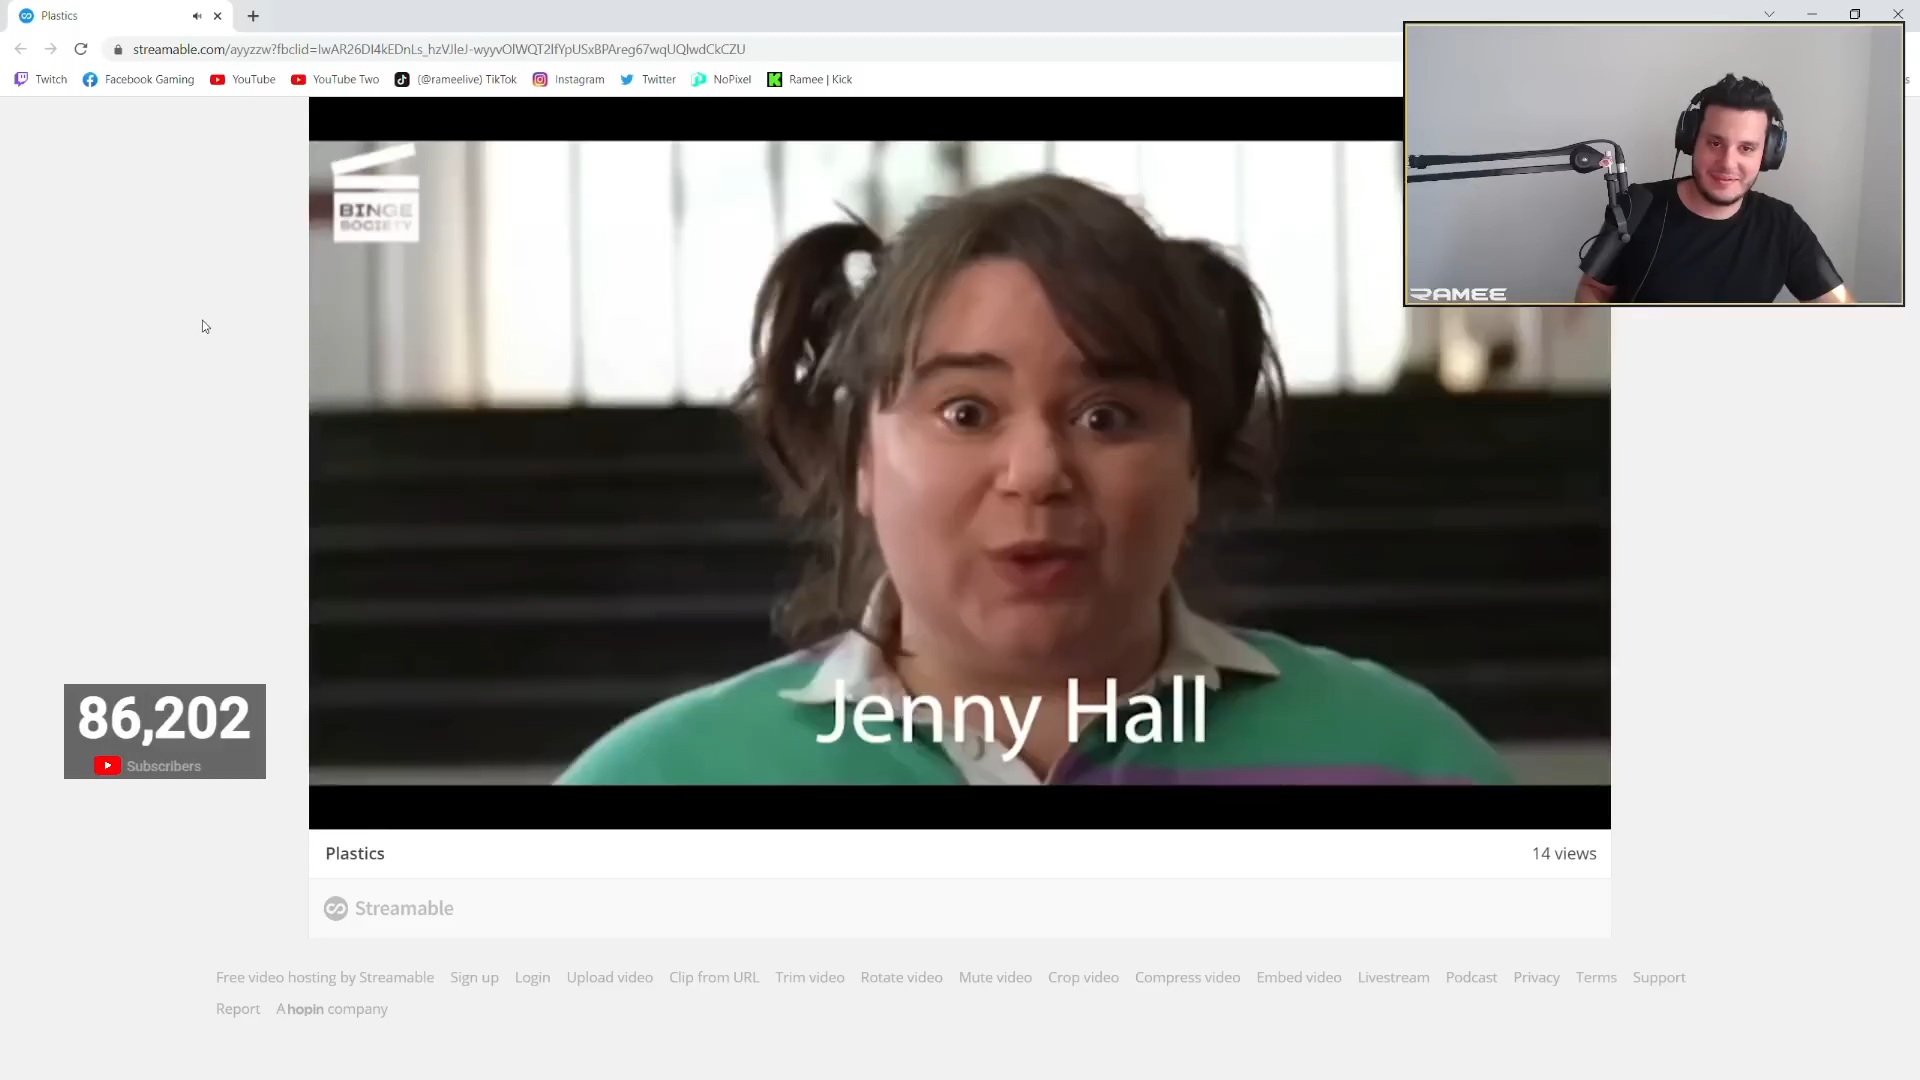 Plastics
streamable.com/ayyzzw?fbclid=IwAR26DI4kEDnLs_hzVJleJ-wyyvOlWQT2lfYpUSxBPAreg67wqUQlwdCkCZU
Twitch
Facebook Gaming
YouTube
YouTube Two
(@rameelive) TikTok
Instagram
Twitter
NoPixel
Ramee | Kick
BINGE
SOCIETY
RAMEE
Jenny Hall
86,202
Subscribers
Plastics
14 views
Streamable
Free video hosting by Streamable Sign up Login Upload video Clip from URL Trim video Rotate video Mute video Crop video Compress video Embed video Livestream Podcast Privacy Terms Support
Report A hopin company